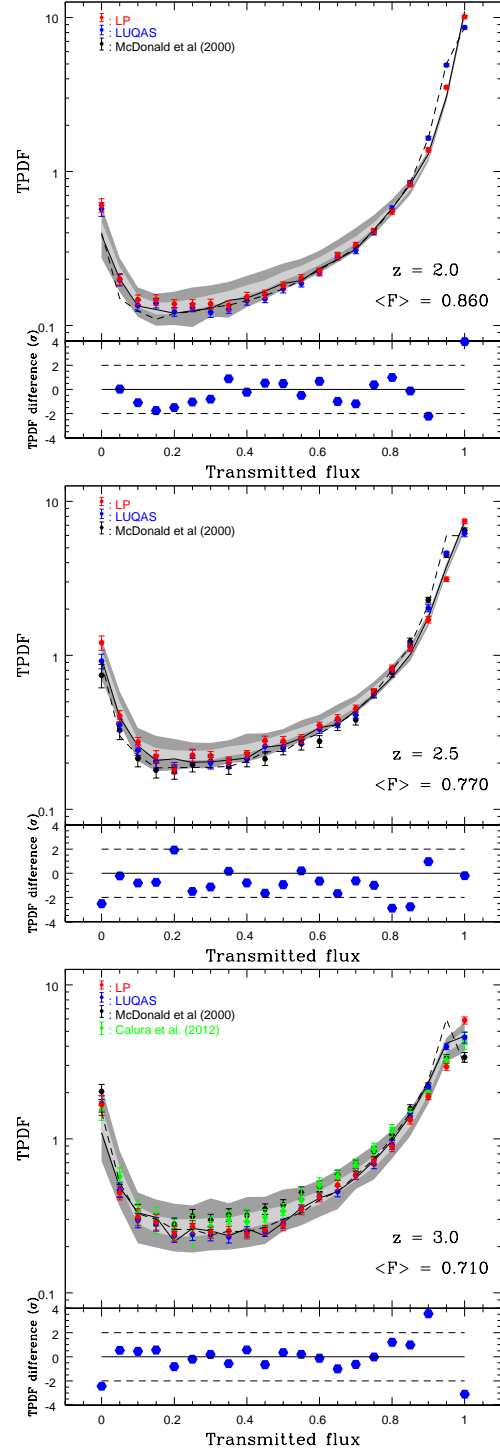 10
1
0.1
TPDF
: LP
: LUQAS
: McDonald et al (2000)
z = 2.0
<F> = 0.860
4
2
0
-2
-4
TPDF difference (σ)
0 0.2 0.4 0.6 0.8 1
Transmitted flux
10
1
0.1
TPDF
: LP
: LUQAS
: McDonald et al (2000)
z = 2.5
<F> = 0.770
4
2
0
-2
-4
TPDF difference (σ)
0 0.2 0.4 0.6 0.8 1
Transmitted flux
10
1
0.1
TPDF
: LP
: LUQAS
: McDonald et al (2000)
: Calura et al. (2012)
z = 3.0
<F> = 0.710
4
2
0
-2
-4
TPDF difference (σ)
0 0.2 0.4 0.6 0.8 1
Transmitted flux